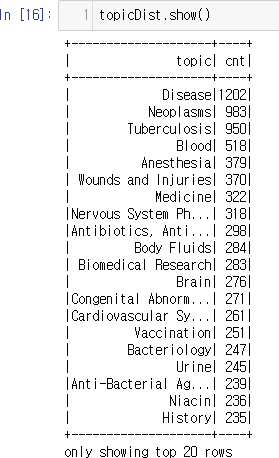 In [16]: 1 topicDist.show()
+--------------------+----+
|               topic| cnt|
+--------------------+----+
|             Disease|1202|
|           Neoplasms| 983|
|        Tuberculosis| 950|
|               Blood| 518|
|          Anesthesia| 379|
| Wounds and Injuries| 370|
|            Medicine| 322|
|Nervous System Ph...| 318|
|Antibiotics, Anti...| 298|
|         Body Fluids| 284|
| Biomedical Research| 283|
|               Brain| 276|
|Congenital Abnorm...| 271|
|Cardiovascular Sy...| 261|
|         Vaccination| 251|
|        Bacteriology| 247|
|               Urine| 245|
|Anti-Bacterial Ag...| 239|
|              Niacin| 236|
|             History| 235|
+--------------------+----+
only showing top 20 rows